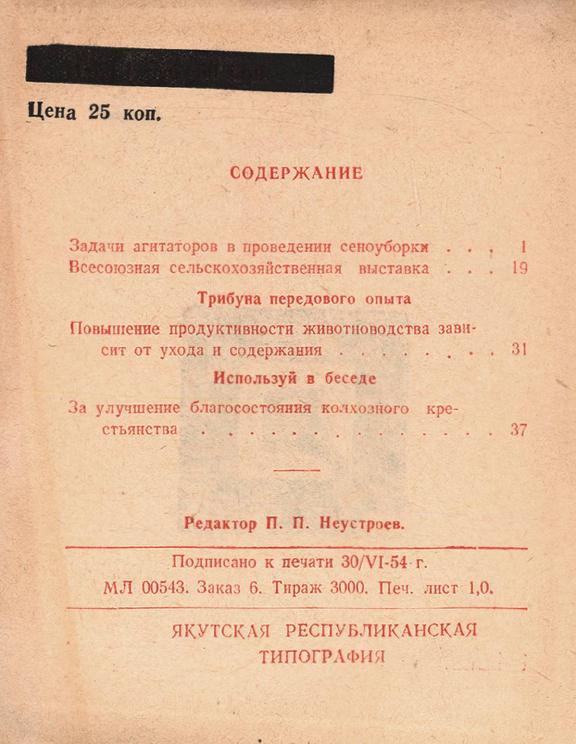 Цена 25 коп.
СОДЕРЖАНИЕ
Задачи агитаторов в проведении сеноуборки . . . 1
Всесоюзная сельскохозяйственная выставка . . . 19
Трибуна передового опыта
Повышение продуктивности животноводства зави-
сит от ухода и содержания . . . . . . . . 31
Используй в беседе
За улучшение благосостояния колхозного кре-
стьянства . . . . . . . . . . . . . . 37
Редактор П. П. Неустроев.
Подписано к печати 30/VI-54 г.
МЛ 00543. Заказ 6. Тираж 3000. Печ. лист 1,0.
ЯКУТСКАЯ РЕСПУБЛИКАНСКАЯ
ТИПОГРАФИЯ